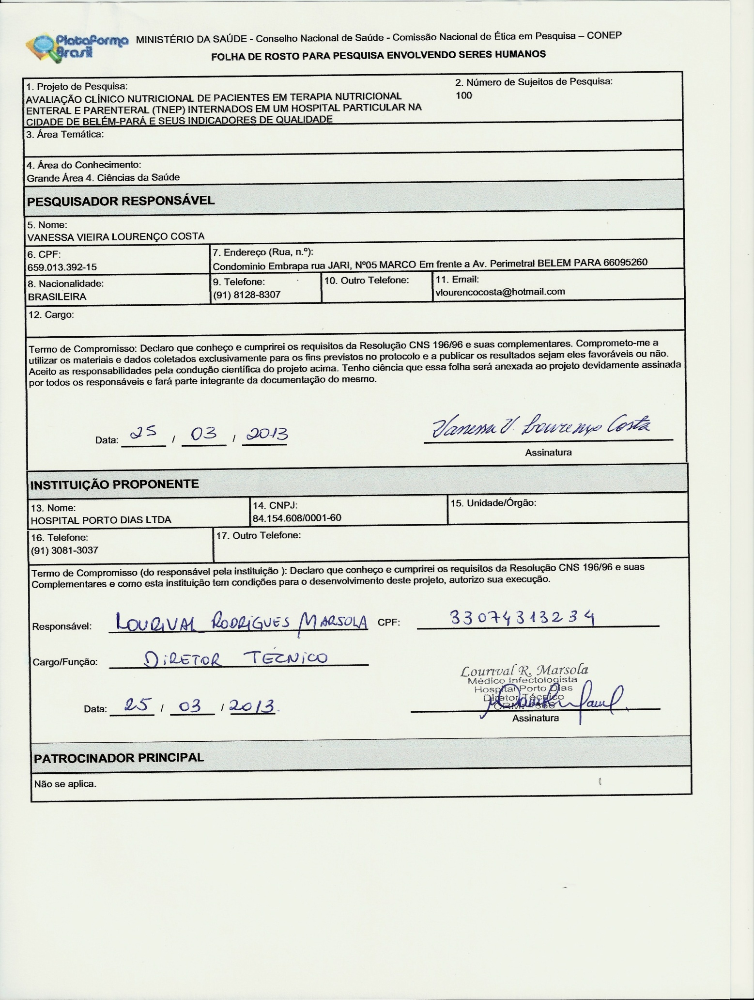 Plataforma
Brasil
MINISTÉRIO DA SAÚDE - Conselho Nacional de Saúde - Comissão Nacional de Ética em Pesquisa – CONEP
FOLHA DE ROSTO PARA PESQUISA ENVOLVENDO SERES HUMANOS
1. Projeto de Pesquisa:
AVALIAÇÃO CLÍNICO NUTRICIONAL DE PACIENTES EM TERAPIA NUTRICIONAL
ENTERAL E PARENTERAL (TNEP) INTERNADOS EM UM HOSPITAL PARTICULAR NA
CIDADE DE BELÉM-PARÁ E SEUS INDICADORES DE QUALIDADE
2. Número de Sujeitos de Pesquisa:
100
3. Área Temática:
4. Área do Conhecimento:
Grande Área 4. Ciências da Saúde
PESQUISADOR RESPONSÁVEL
5. Nome:
VANESSA VIEIRA LOURENÇO COSTA
6. CPF:
659.013.392-15
7. Endereço (Rua, n.º):
Condominio Embrapa rua JARI, Nº05 MARCO Em frente a Av. Perimetral BELEM PARA 66095260
8. Nacionalidade:
BRASILEIRA
9. Telefone:
(91) 8128-8307
10. Outro Telefone:
11. Email:
vlourencocosta@hotmail.com
12. Cargo:
Termo de Compromisso: Declaro que conheço e cumprirei os requisitos da Resolução CNS 196/96 e suas complementares. Comprometo-me a
utilizar os materiais e dados coletados exclusivamente para os fins previstos no protocolo e a publicar os resultados sejam eles favoráveis ou não.
Aceito as responsabilidades pela condução científica do projeto acima. Tenho ciência que essa folha será anexada ao projeto devidamente assinada
por todos os responsáveis e fará parte integrante da documentação do mesmo.
Data: 25 / 03 / 2013
Vanessa V. Lourenço Costa
Assinatura
INSTITUIÇÃO PROPONENTE
13. Nome:
HOSPITAL PORTO DIAS LTDA
14. CNPJ:
84.154.608/0001-60
15. Unidade/Órgão:
16. Telefone:
(91) 3081-3037
17. Outro Telefone:
Termo de Compromisso (do responsável pela instituição ): Declaro que conheço e cumprirei os requisitos da Resolução CNS 196/96 e suas
Complementares e como esta instituição tem condições para o desenvolvimento deste projeto, autorizo sua execução.
Responsável: LOURIVAL RODRIGUES MARSOLA CPF: 33074313234
Cargo/Função: DIRETOR TÉCNICO
Lourival R. Marsola
Médico Infectologista
Hospital Porto Dias
Diretor Técnico
CRM:
Data: 25 / 03 / 2013.
Assinatura
PATROCINADOR PRINCIPAL
Não se aplica.